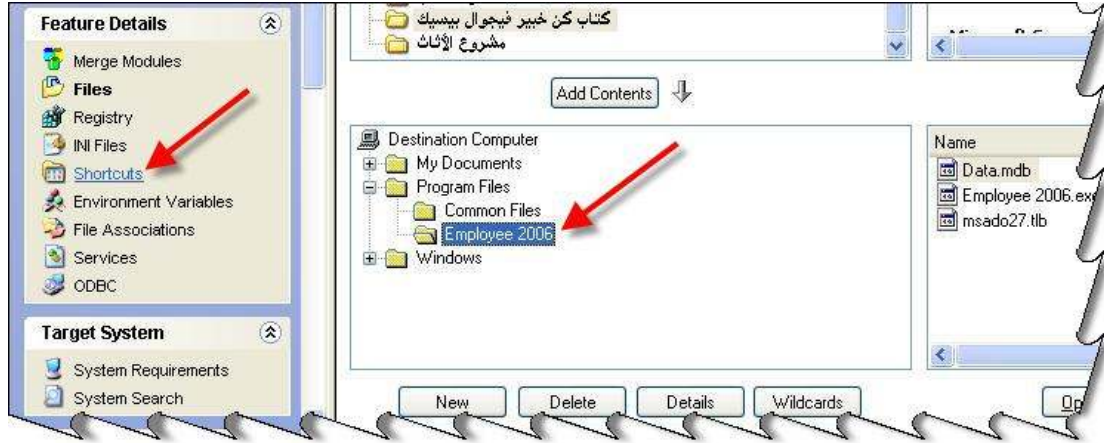 Feature Details
Merge Modules
Files
Registry
INI Files
Shortcuts
Environment Variables
File Associations
Services
ODBC
Target System
System Requirements
System Search
كتاب كن خبير فيجوال بيسيك
مشروع الأثاث
Add Contents
Destination Computer
My Documents
Program Files
Common Files
Employee 2006
Windows
Name
Data.mdb
Employee 2006.exe
msado27.tlb
New
Delete
Details
Wildcards